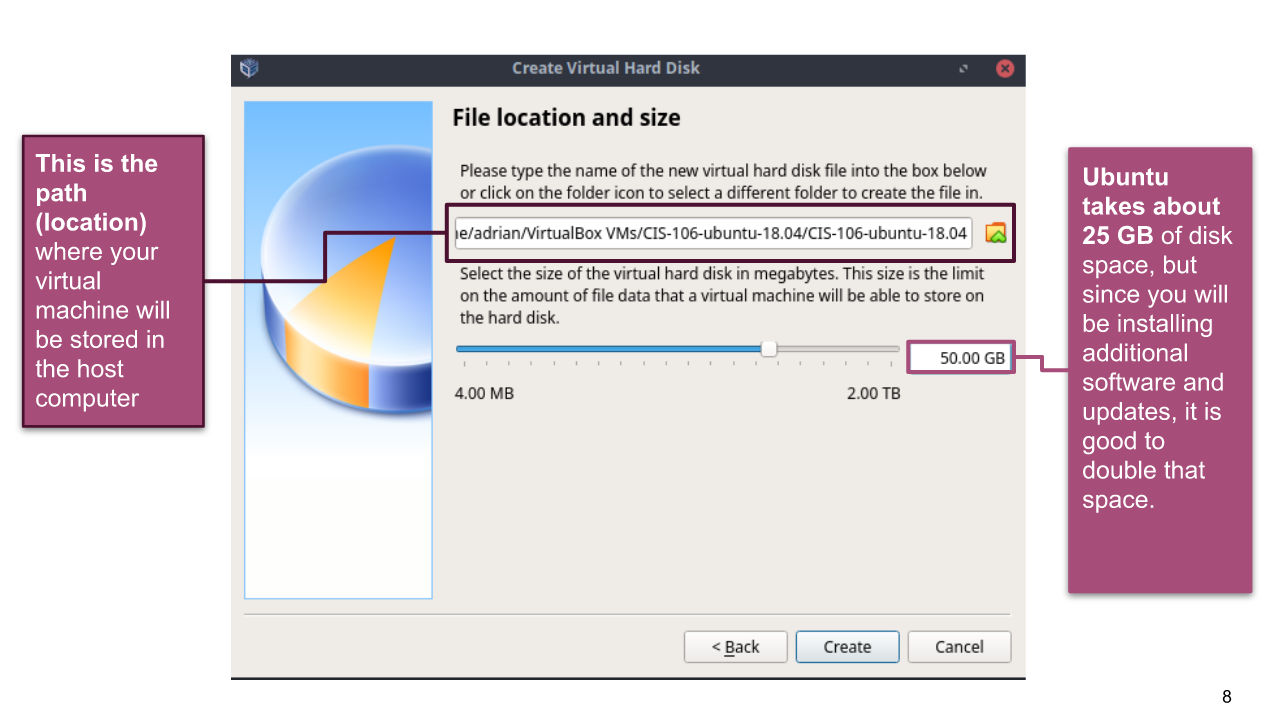 Create Virtual Hard Disk
File location and size
Please type the name of the new virtual hard disk file into the box below
or click on the folder icon to select a different folder to create the file in.
e/adrian/VirtualBox VMs/CIS-106-ubuntu-18.04/CIS-106-ubuntu-18.04
Select the size of the virtual hard disk in megabytes. This size is the limit
on the amount of file data that a virtual machine will be able to store on
the hard disk.
50.00 GB
4.00 MB
2.00 TB
< Back
Create
Cancel
This is the
path
(location)
where your
virtual
machine will
be stored in
the host
computer
Ubuntu
takes about
25 GB of disk
space, but
since you will
be installing
additional
software and
updates, it is
good to
double that
space.
8